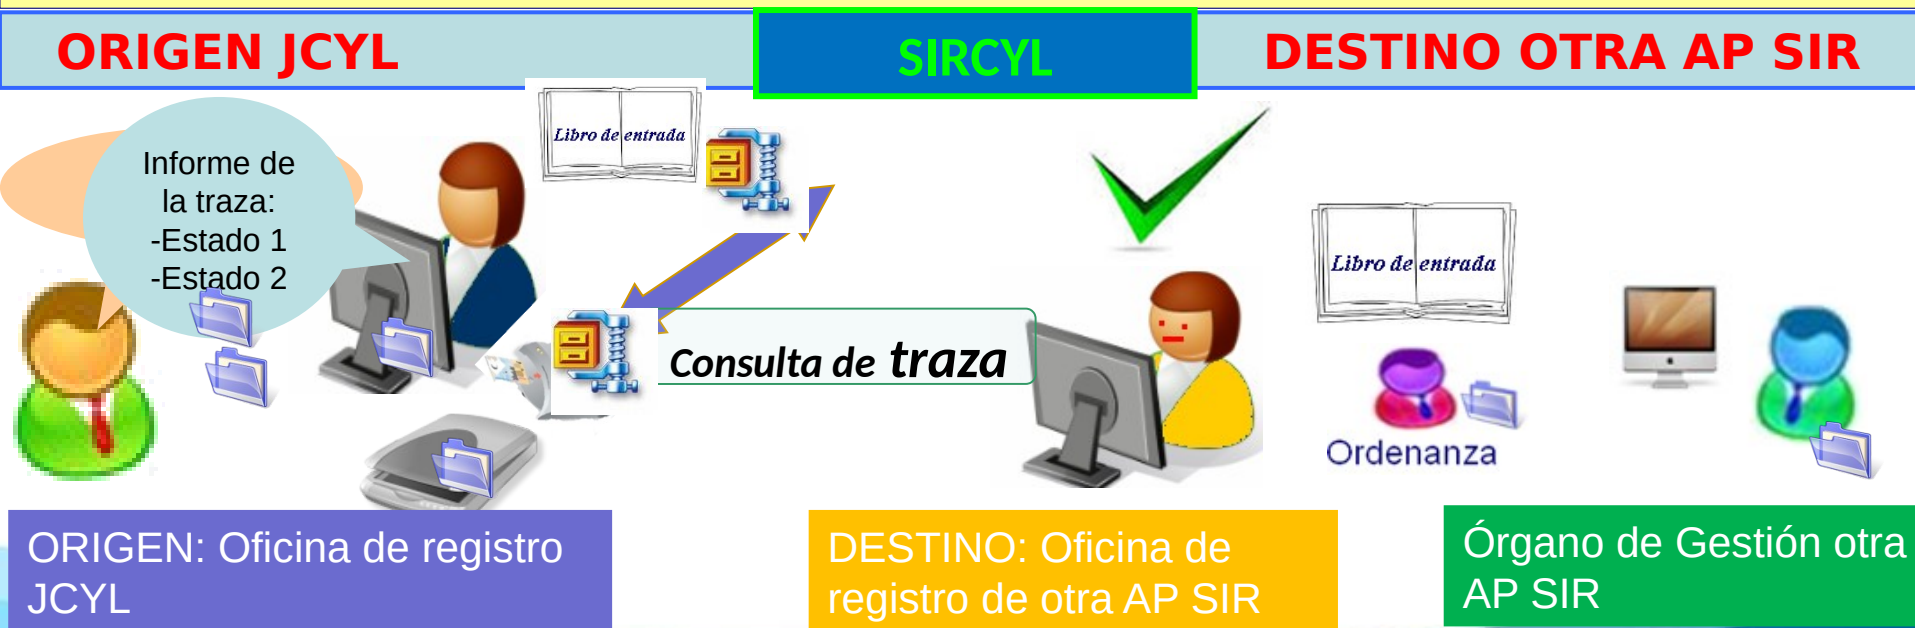 ORIGEN JCYL
SIRCYL
DESTINO OTRA AP SIR
Informe de
la traza:
-Estado 1
-Estado 2
Libro de entrada
Libro de entrada
Consulta de traza
Ordenanza
ORIGEN: Oficina de registro
JCYL
DESTINO: Oficina de
registro de otra AP SIR
Órgano de Gestión otra
AP SIR